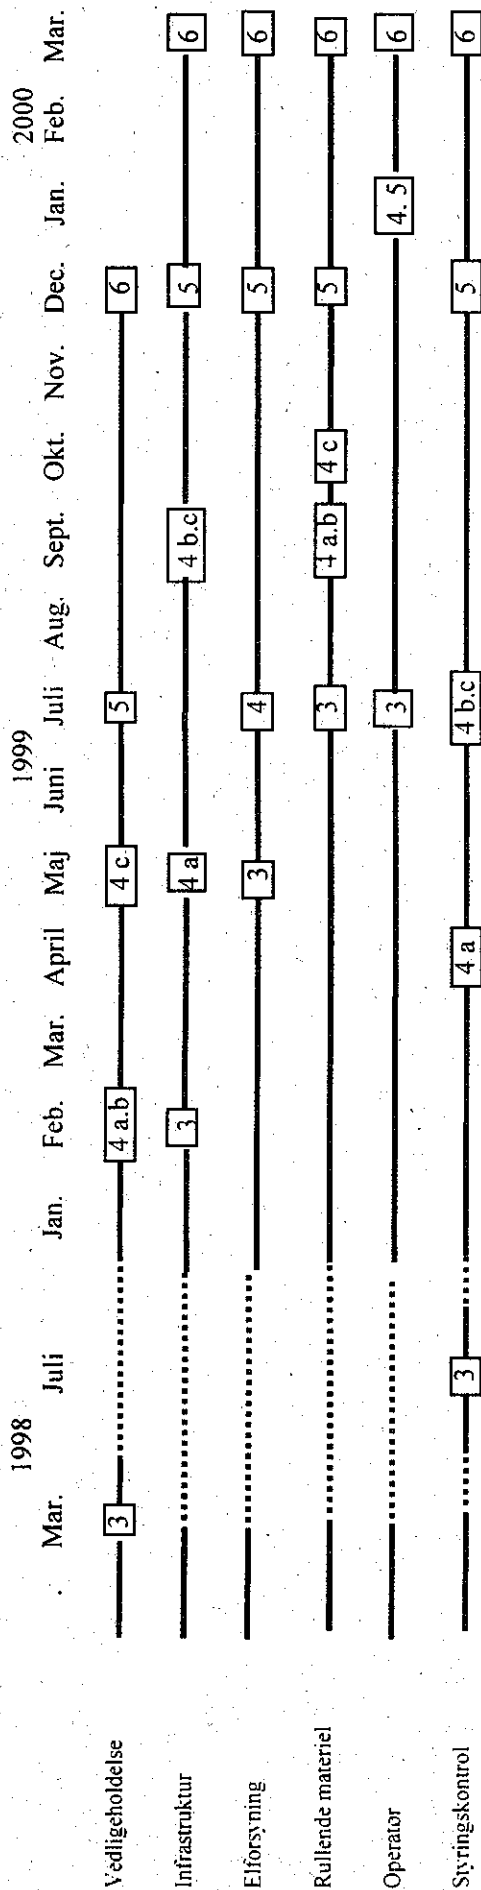 1998 1999 2000
Mar. Juli Jan. Feb. Mar. April Maj Juni Juli Aug. Sept. Okt. Nov. Dec. Jan. Feb. Mar.
Vedligeholdelse 3 4 a.b 4 c 5 6
Infrastruktur 3 4 a 4 b.c 5 6
Elforsyning 3 4 5 6
Rullende materiel 3 4 a.b 4 c 5 6
Operatør 3 4. 5 6
Styringskontrol 3 4 a 4 b.c 5 6